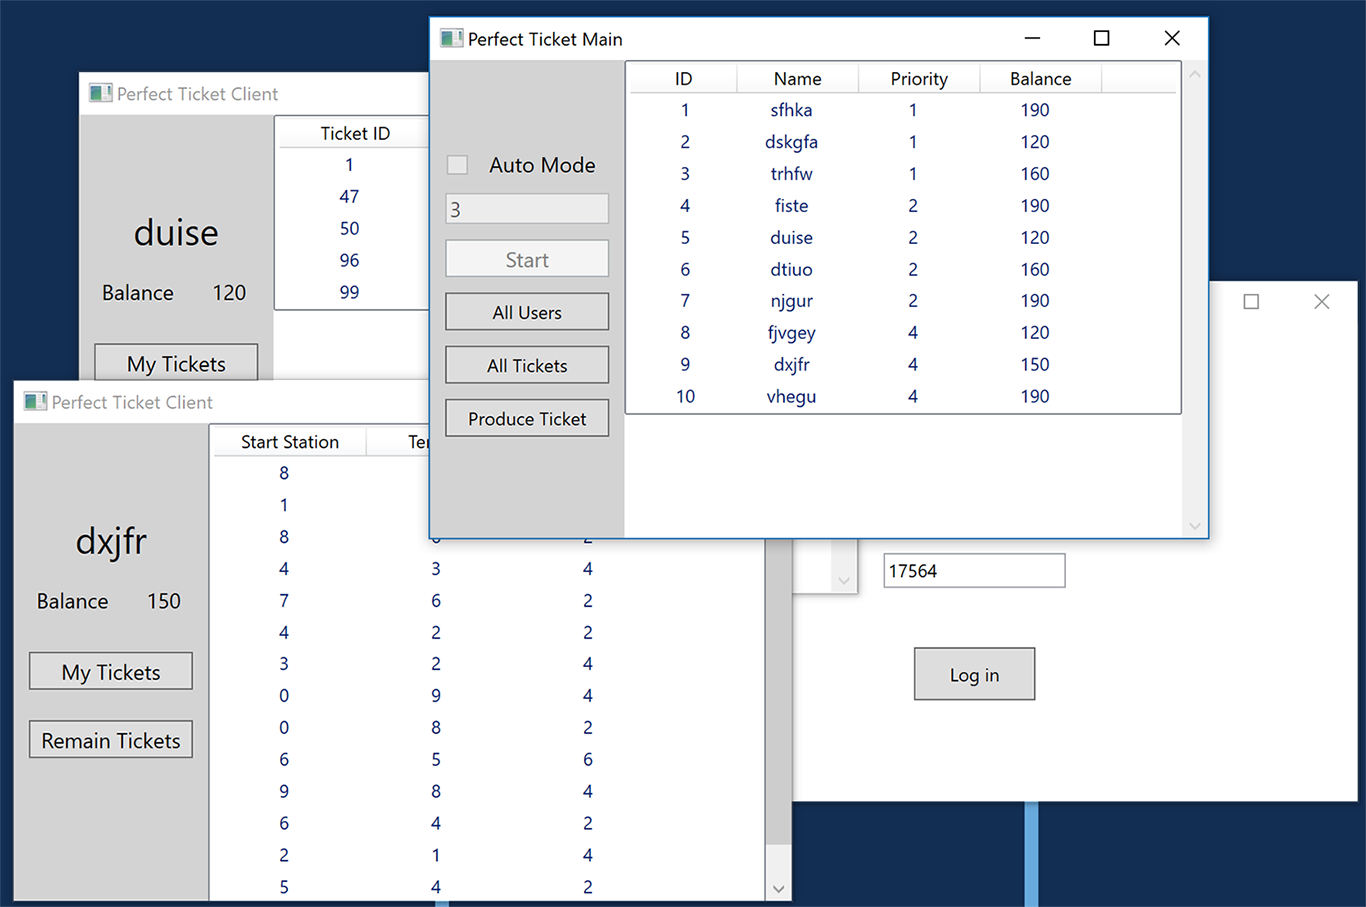 Perfect Ticket Main
Auto Mode
3
Start
All Users
All Tickets
Produce Ticket
ID Name Priority Balance
1 sfhka 1 190
2 dskgfa 1 120
3 trhfw 1 160
4 fiste 2 190
5 duise 2 120
6 dtiuo 2 160
7 njgur 2 190
8 fjvgey 4 120
9 dxjfr 4 150
10 vhegu 4 190
Perfect Ticket Client
duise
Balance 120
My Tickets
Ticket ID
1
47
50
96
99
Perfect Ticket Client
dxjfr
Balance 150
My Tickets
Remain Tickets
Start Station
8
1
8 2
4 3 4
7 6 2
4 2 2
3 2 4
0 9 4
0 8 2
6 5 6
9 8 4
6 4 2
2 1 4
5 4 2
17564
Log in